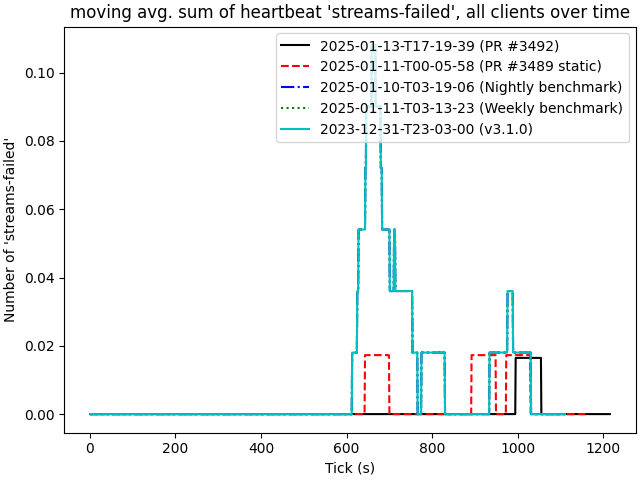 moving avg. sum of heartbeat 'streams-failed', all clients over time
2025-01-13-T17-19-39 (PR #3492)
2025-01-11-T00-05-58 (PR #3489 static)
2025-01-10-T03-19-06 (Nightly benchmark)
2025-01-11-T03-13-23 (Weekly benchmark)
2023-12-31-T23-03-00 (v3.1.0)
Number of 'streams-failed'
0.10
0.08
0.06
0.04
0.02
0.00
0 200 400 600 800 1000 1200
Tick (s)